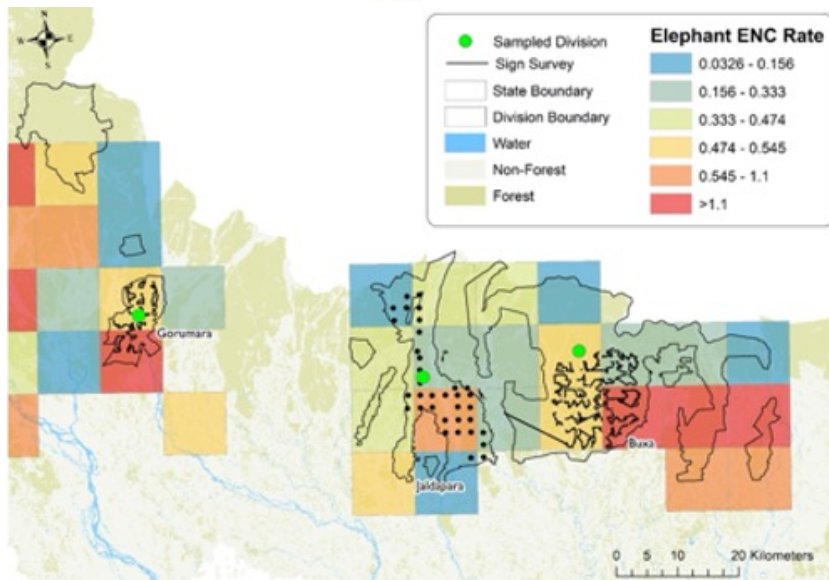 N
W E
S
Sampled Division
Sign Survey
State Boundary
Division Boundary
Water
Non-Forest
Forest
Elephant ENC Rate
0.0326 - 0.156
0.156 - 0.333
0.333 - 0.474
0.474 - 0.545
0.545 - 1.1
>1.1
Gorumara
Buxa
Jaldapara
0 5 10 20 Kilometers